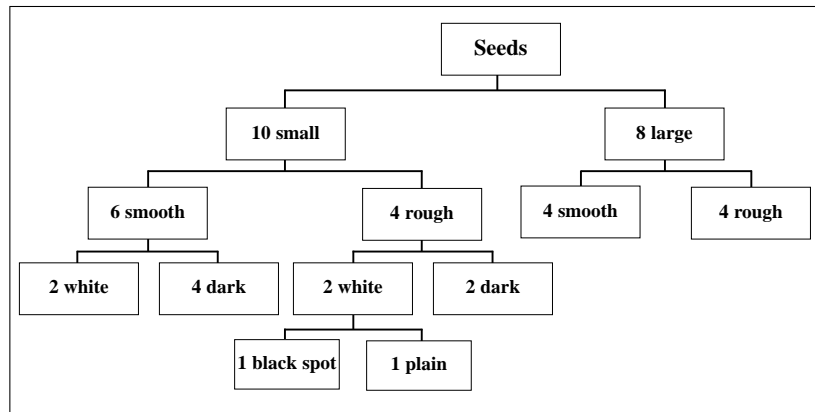 Seeds
10 small
8 large
6 smooth
4 rough
4 smooth
4 rough
2 white
4 dark
2 white
2 dark
1 black spot
1 plain